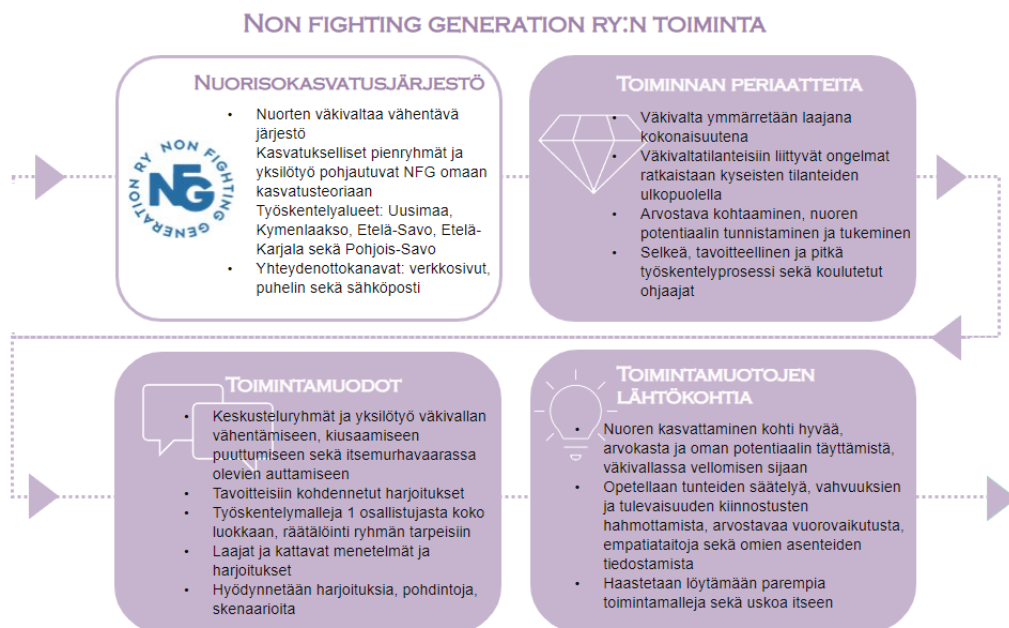 NON FIGHTING GENERATION RY:N TOIMINTA
NUORISOKASVATUSJÄRJESTÖ
• Nuorten väkivaltaa vähentävä
järjestö
Kasvatukselliset pienryhmät ja
yksilötyö pohjautuvat NFG omaan
kasvatusteoriaan
Työskentelyalueet: Uusimaa,
Kymenlaakso, Etelä-Savo, Etelä-
Karjala sekä Pohjois-Savo
• Yhteydenottokanavat: verkkosivut,
puhelin sekä sähköposti
NON FIGHTING GENERATION RY
NFG
TOIMINNAN PERIAATTEITA
• Väkivalta ymmärretään laajana
kokonaisuutena
• Väkivaltatilanteisiin liittyvät ongelmat
ratkaistaan kyseisten tilanteiden
ulkopuolella
• Arvostava kohtaaminen, nuoren
potentiaalin tunnistaminen ja tukeminen
• Selkeä, tavoitteellinen ja pitkä
työskentelyprosessi sekä koulutetut
ohjaajat
TOIMINTAMUODOT
• Keskusteluryhmät ja yksilötyö väkivallan
vähentämiseen, kiusaamiseen
puuttumiseen sekä itsemurhavaarassa
olevien auttamiseen
• Tavoitteisiin kohdennetut harjoitukset
• Työskentelymalleja 1 osallistujasta koko
luokkaan, räätälöinti ryhmän tarpeisiin
• Laajat ja kattavat menetelmät ja
harjoitukset
• Hyödynnetään harjoituksia, pohdintoja,
skenaarioita
TOIMINTAMUOTOJEN
LÄHTÖKOHTIA
• Nuoren kasvattaminen kohti hyvää,
arvokasta ja oman potentiaalin täyttämistä,
väkivallassa vellomisen sijaan
• Opetellaan tunteiden säätelyä, vahvuuksien
ja tulevaisuuden kiinnostusten
hahmottamista, arvostavaa vuorovaikutusta,
empatiataitoja sekä omien asenteiden
tiedostamista
• Haastetaan löytämään parempia
toimintamalleja sekä uskoa itseen